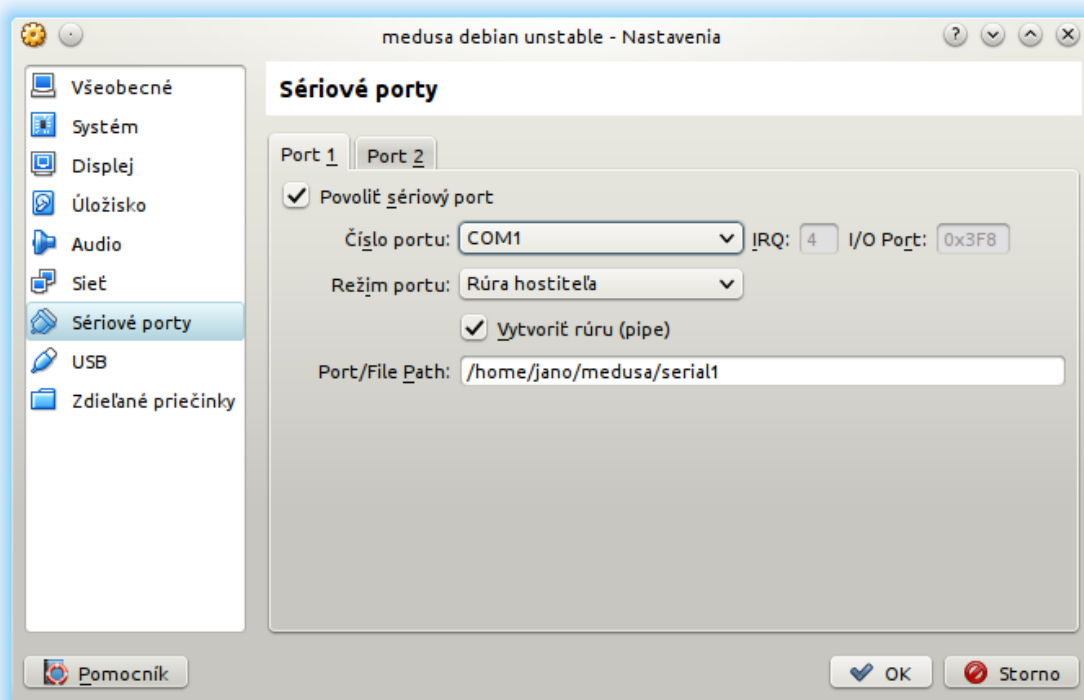 medusa debian unstable - Nastavenia
Všeobecné
Systém
Displej
Úložisko
Audio
Sieť
Sériové porty
USB
Zdieľané priečinky
Sériové porty
Port 1 Port 2
Povoliť sériový port
Číslo portu: COM1 IRQ: 4 I/O Port: 0x3F8
Režim portu: Rúra hostiteľa
Vytvoriť rúru (pipe)
Port/File Path: /home/jano/medusa/serial1
Pomocník OK Storno